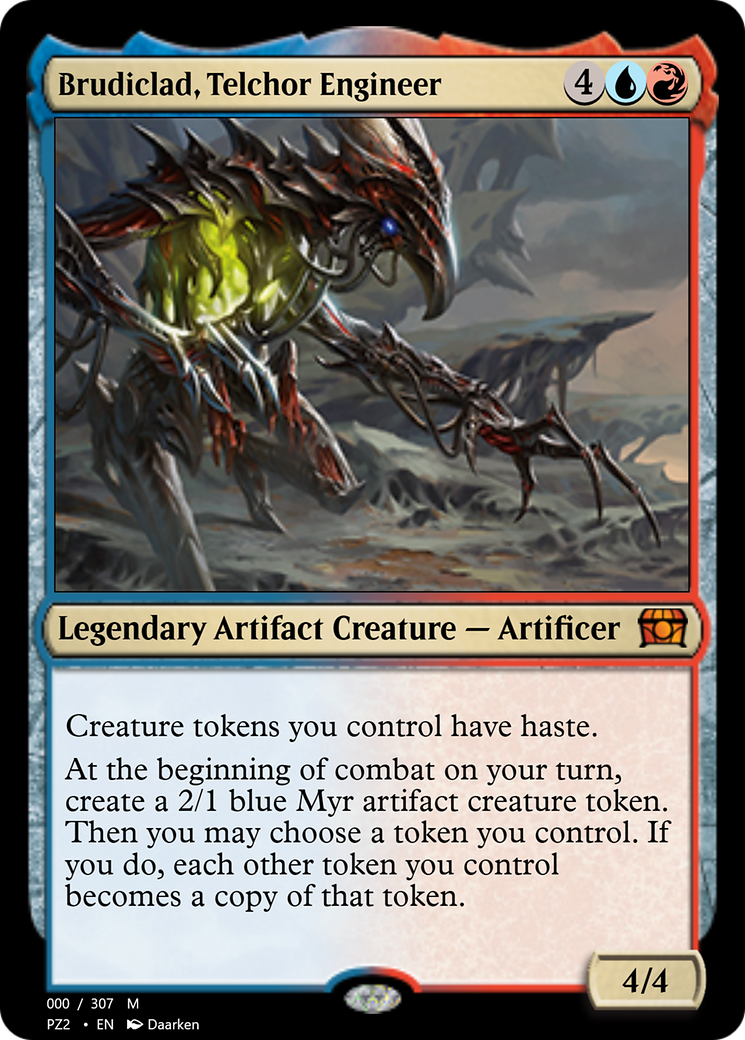 Brudiclad, Telchor Engineer 4
Legendary Artifact Creature — Artificer
Creature tokens you control have haste.
At the beginning of combat on your turn,
create a 2/1 blue Myr artifact creature token.
Then you may choose a token you control. If
you do, each other token you control
becomes a copy of that token.
4/4
000 / 307 M
PZ2 • EN Daarken